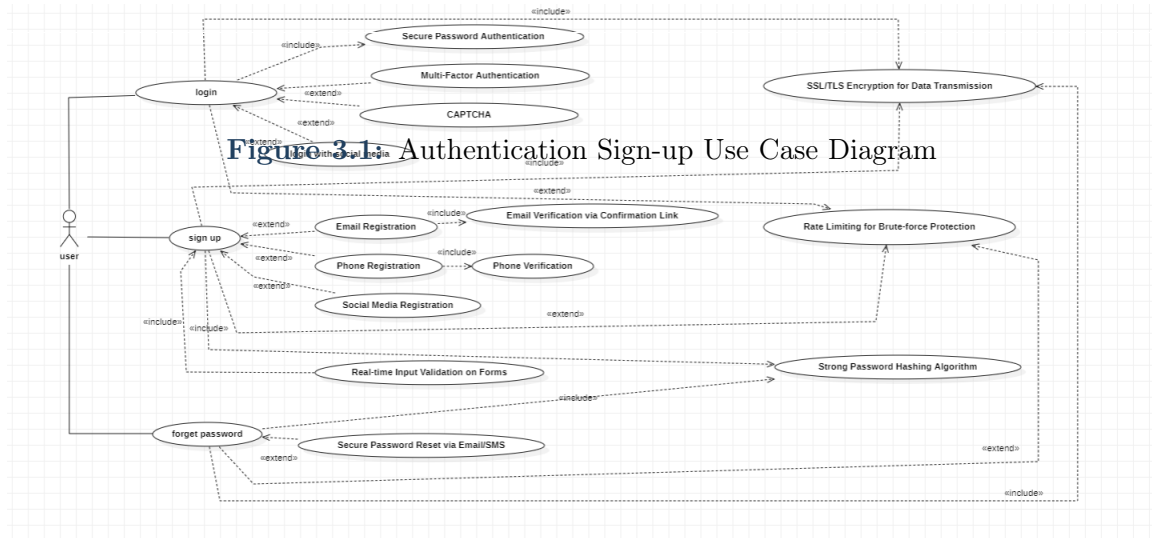 «include»
Secure Password Authentication
«include»
Multi-Factor Authentication
SSL/TLS Encryption for Data Transmission
login
«extend»
CAPTCHA
«extend»
«extend»
login with social media
Figure 3.1: Authentication Sign-up Use Case Diagram
«include»
«extend»
Email Verification via Confirmation Link
«include»
«extend»
Email Registration
Rate Limiting for Brute-force Protection
sign up
user
«include»
«extend»
Phone Registration
Phone Verification
«extend»
Social Media Registration
«extend»
«include»
«include»
Real-time Input Validation on Forms
Strong Password Hashing Algorithm
«include»
forget password
Secure Password Reset via Email/SMS
«extend»
«extend»
«include»